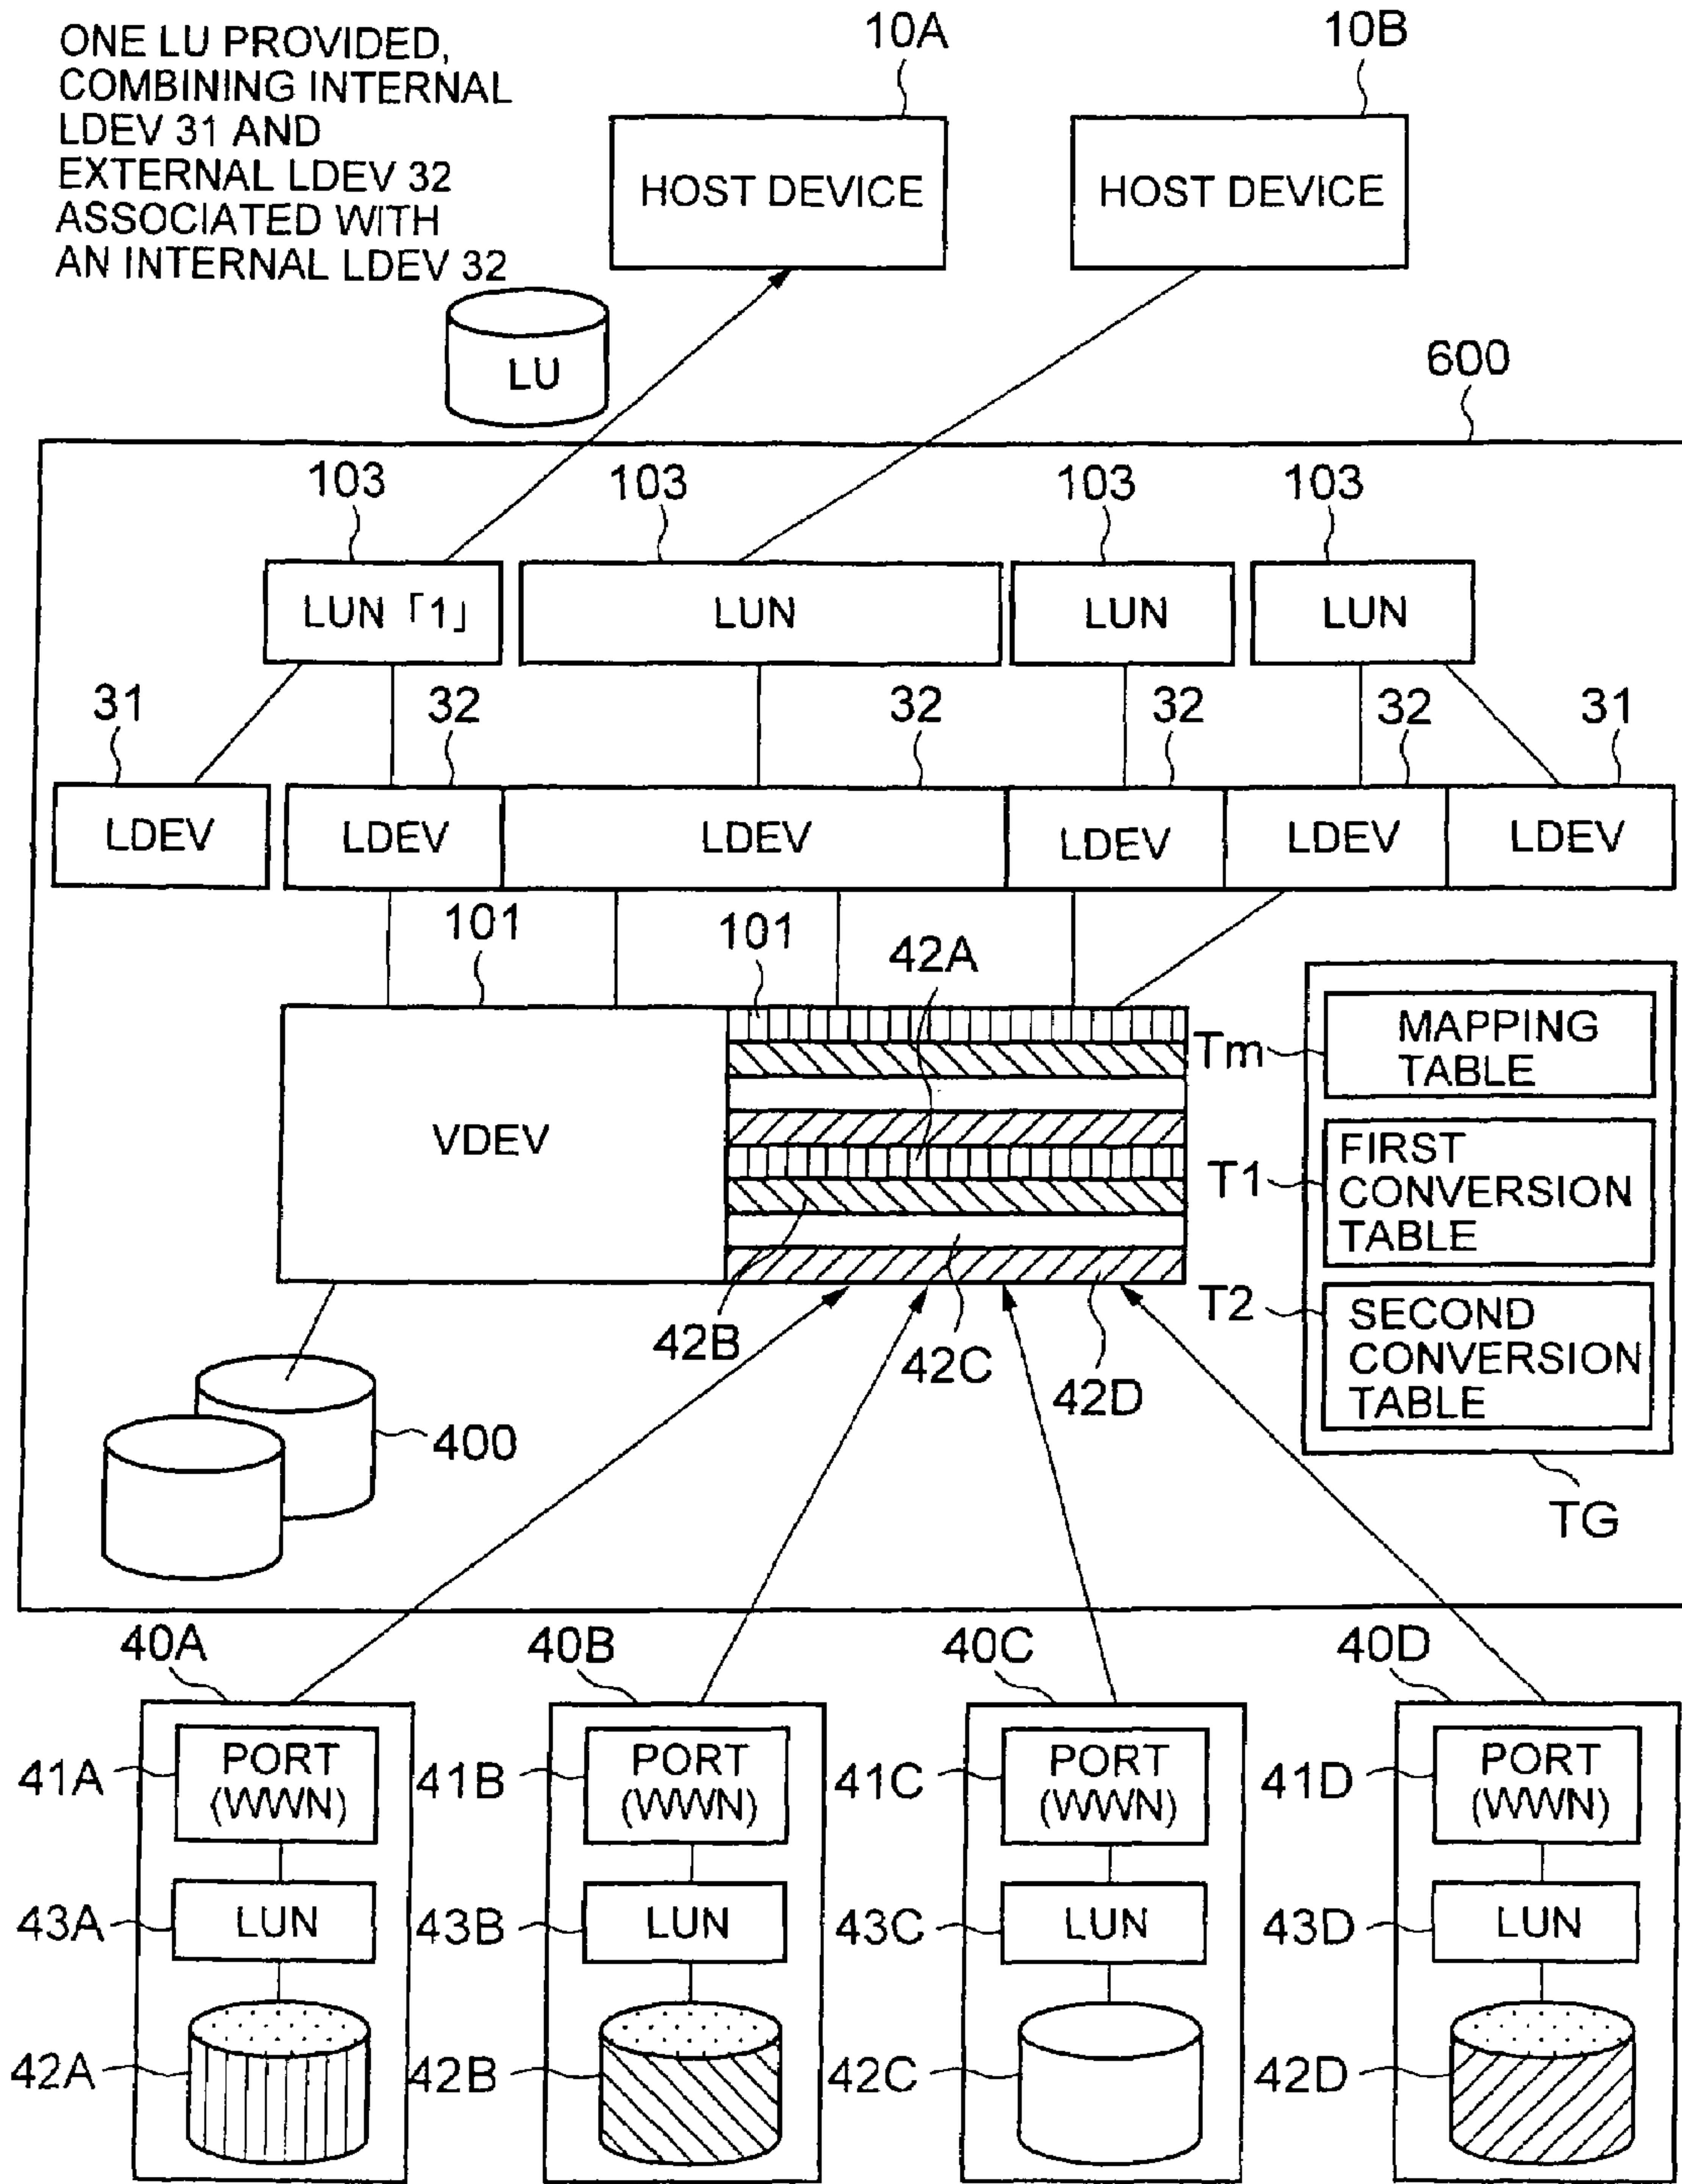 ONE LU PROVIDED,
COMBINING INTERNAL
LDEV 31 AND
EXTERNAL LDEV 32
ASSOCIATED WITH
AN INTERNAL LDEV 32
10A
10B
HOST DEVICE
HOST DEVICE
LU
600
103
103
103
103
LUN「1」
LUN
LUN
LUN
31
32
32
32
32
31
LDEV
LDEV
LDEV
LDEV
LDEV
LDEV
101
101
42A
VDEV
Tm
MAPPING
TABLE
T1
FIRST
CONVERSION
TABLE
T2
SECOND
CONVERSION
TABLE
42B
42C
42D
400
TG
40A
40B
40C
40D
41A
PORT
(WWN)
41B
PORT
(WWN)
41C
PORT
(WWN)
41D
PORT
(WWN)
43A
LUN
43B
LUN
43C
LUN
43D
LUN
42A
42B
42C
42D